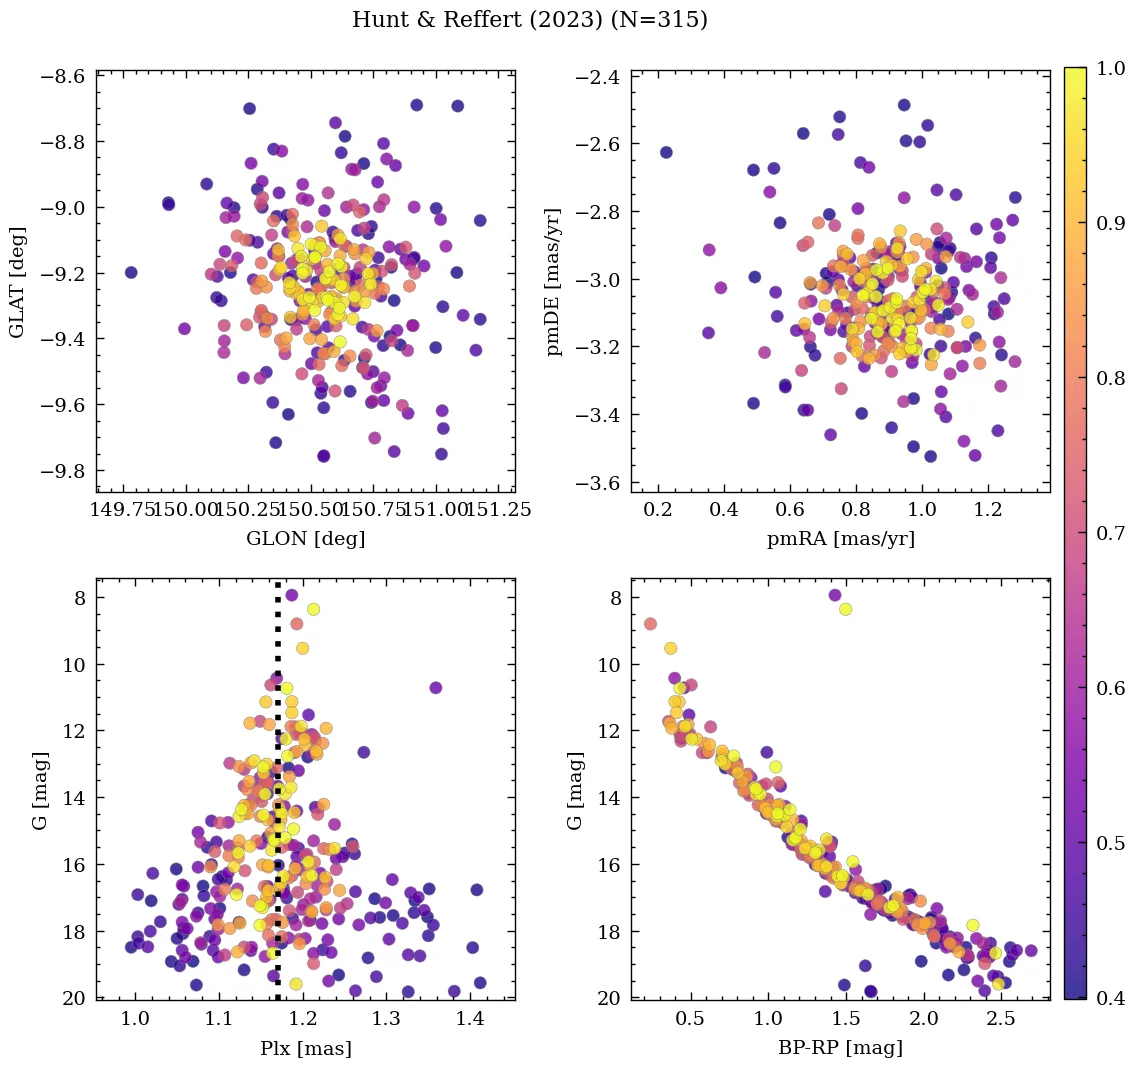 Hunt & Reffert (2023) (N=315)
−8.6
−8.8
−9.0
−9.2
−9.4
−9.6
−9.8
GLAT [deg]
149.75 150.00 150.25 150.50 150.75 151.00 151.25
GLON [deg]
−2.4
−2.6
−2.8
−3.0
−3.2
−3.4
−3.6
pmDE [mas/yr]
0.2 0.4 0.6 0.8 1.0 1.2
pmRA [mas/yr]
8
10
12
14
16
18
20
G [mag]
1.0 1.1 1.2 1.3 1.4
Plx [mas]
8
10
12
14
16
18
20
G [mag]
0.5 1.0 1.5 2.0 2.5
BP-RP [mag]
1.0
0.9
0.8
0.7
0.6
0.5
0.4